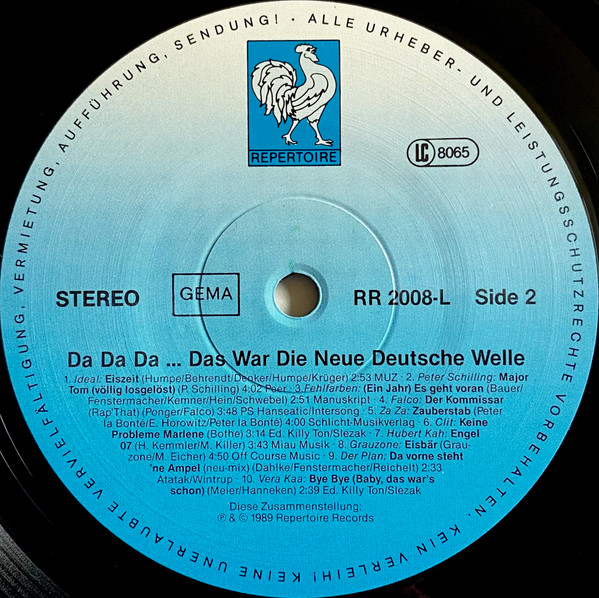 KEINE UNERLAUBTE VERVIELFÄLTIGUNG, VERMIETUNG, AUFFÜHRUNG, SENDUNG! · ALLE URHEBER- UND LEISTUNGSSCHUTZRECHTE VORBEHALTEN. KEIN VERLEIH!
REPERTOIRE
LC 8065
STEREO
GEMA
RR 2008-L Side 2
Da Da Da ... Das War Die Neue Deutsche Welle
1. Ideal: Eiszeit (Humpe/Behrendt/Denker/Humpe/Krüger) 2:53 MUZ · 2. Peter Schilling: Major
Tom (völlig losgelöst) (P. Schilling) 4:02 Peer · 3. Fehlfarben: (Ein Jahr) Es geht voran (Bauer/
Fenstermacher/Kemner/Hein/Schwebel) 2:51 Manuskript · 4. Falco: Der Kommissar
(Rap'That) (Ponger/Falco) 3:48 PS Hanseatic/Intersong · 5. Za Za: Zauberstab (Peter
la Bonté/E. Horowitz/Peter la Bonté) 4:00 Schlicht-Musikverlag · 6. Clit: Keine
Probleme Marlene (Bothe) 3:14 Ed. Killy Ton/Slezak · 7. Hubert Kah: Engel
07 (H. Kemmler/M. Killer) 3:43 Miau Musik · 8. Grauzone: Eisbär (Grau-
zone/M. Eicher) 4:50 Off Course Music · 9. Der Plan: Da vorne steht
'ne Ampel (neu-mix) (Dahlke/Fenstermacher/Reichelt) 2:33
Atatak/Wintrup · 10. Vera Kaa: Bye Bye (Baby, das war's
schon) (Meier/Hanneken) 2:39 Ed. Killy Ton/Slezak
Diese Zusammenstellung:
℗ & © 1989 Repertoire Records